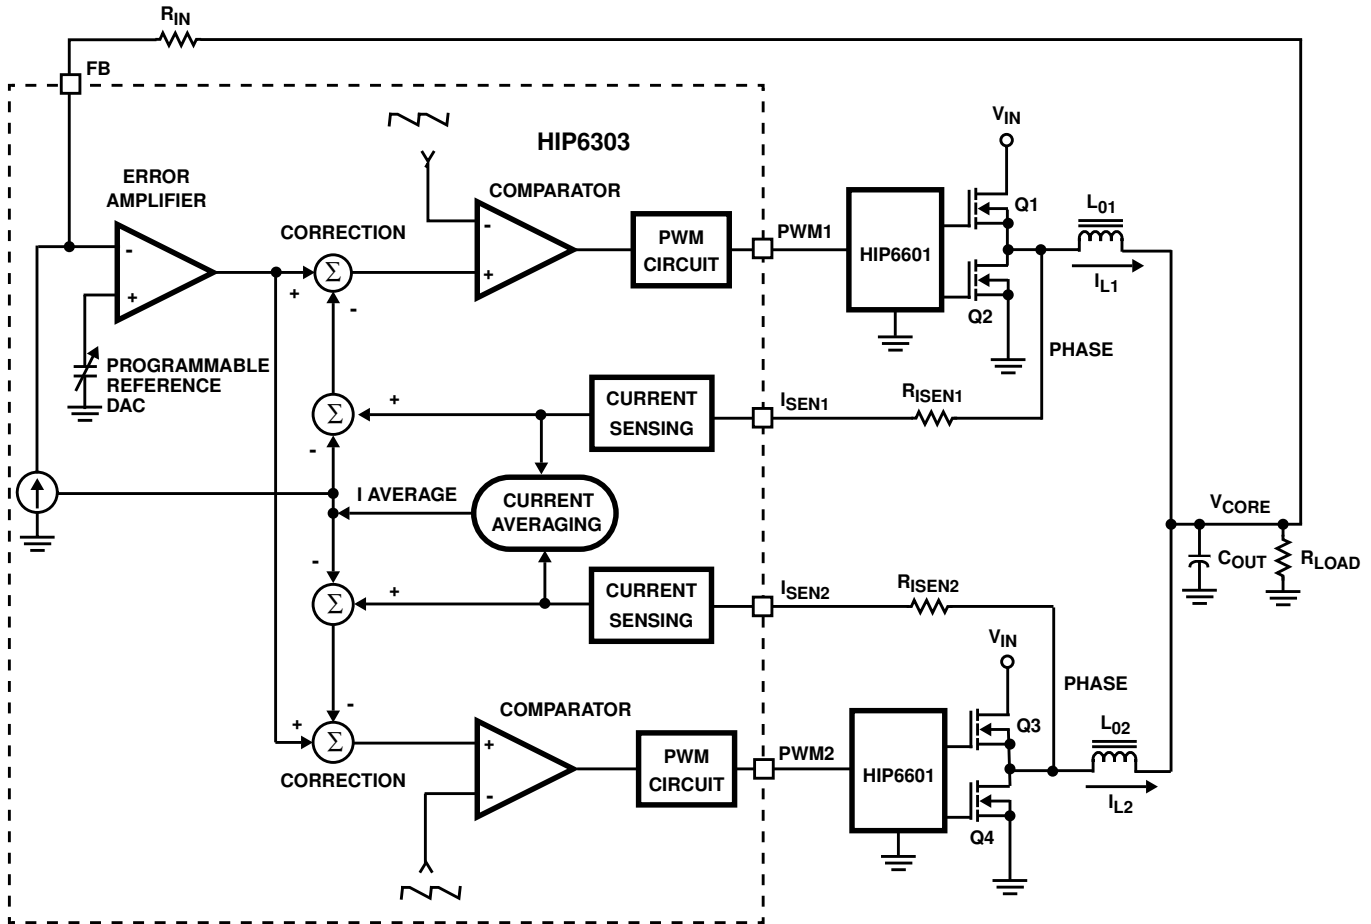 RIN
FB
HIP6303
VIN
ERROR
AMPLIFIER
COMPARATOR
CORRECTION
PWM
CIRCUIT
PWM1
HIP6601
Q1
L01
-
+
Σ
+
-
-
+
IL1
Q2
PHASE
PROGRAMMABLE
REFERENCE
DAC
Σ
+
-
CURRENT
SENSING
ISEN1
RISEN1
I AVERAGE
CURRENT
AVERAGING
VCORE
COUT
RLOAD
-
Σ
+
CURRENT
SENSING
ISEN2
RISEN2
VIN
PHASE
-
+
Σ
CORRECTION
COMPARATOR
+
-
PWM
CIRCUIT
PWM2
HIP6601
Q3
L02
IL2
Q4